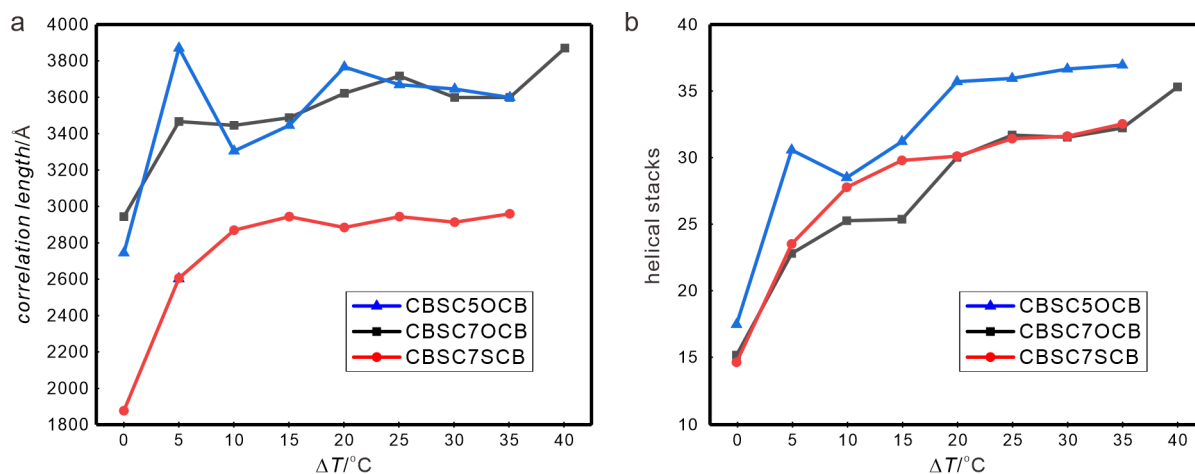 a
correlation length/Å
4000
3800
3600
3400
3200
3000
2800
2600
2400
2200
2000
1800
0 5 10 15 20 25 30 35 40
ΔT/°C
CBSC5OCB
CBSC7OCB
CBSC7SCB
b
helical stacks
40
35
30
25
20
15
10
0 5 10 15 20 25 30 35 40
ΔT/°C
CBSC5OCB
CBSC7OCB
CBSC7SCB